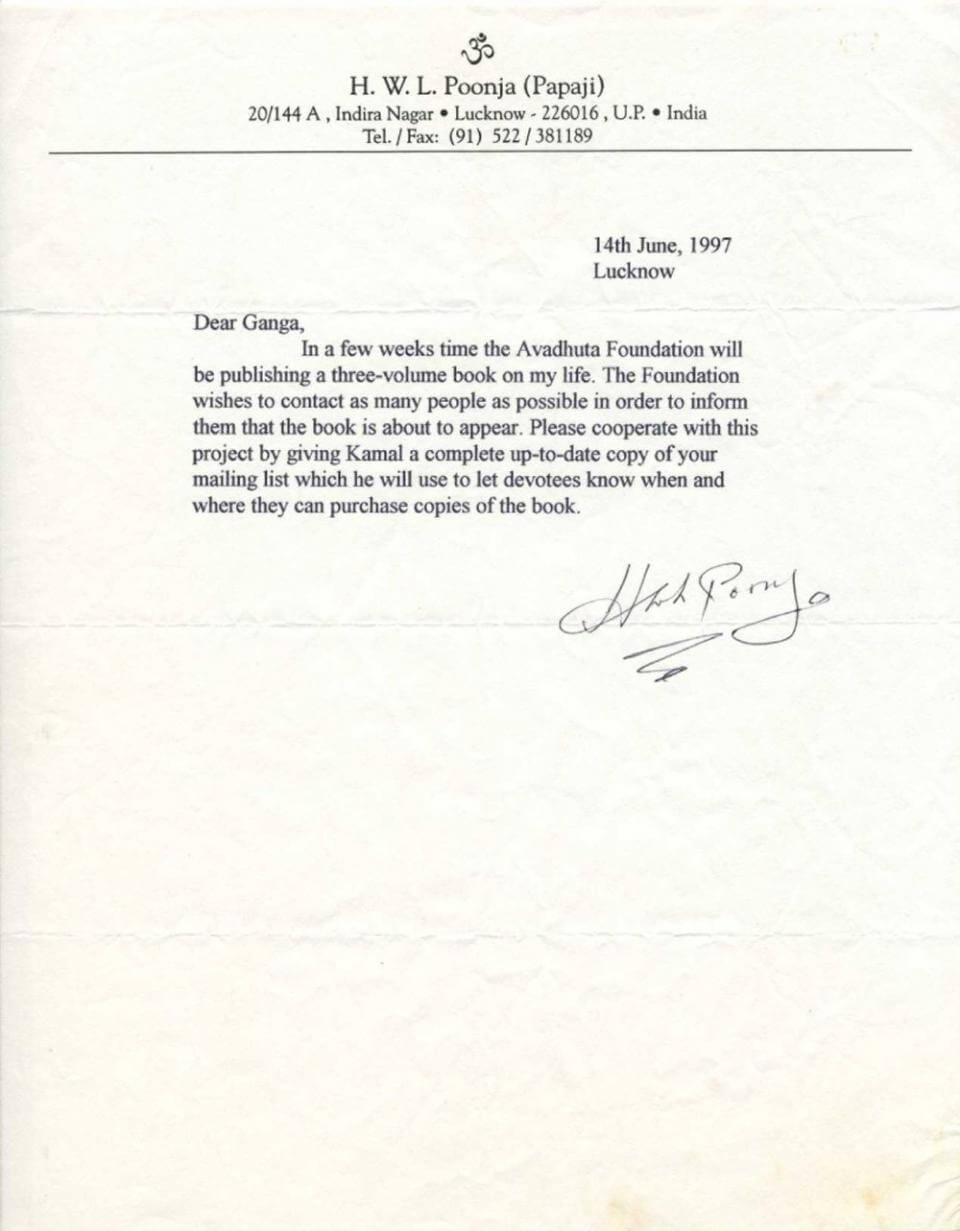 ॐ
H. W. L. Poonja (Papaji)
20/144 A , Indira Nagar • Lucknow - 226016 , U.P. • India
Tel. / Fax: (91) 522 / 381189
14th June, 1997
Lucknow
Dear Ganga,
In a few weeks time the Avadhuta Foundation will
be publishing a three-volume book on my life. The Foundation
wishes to contact as many people as possible in order to inform
them that the book is about to appear. Please cooperate with this
project by giving Kamal a complete up-to-date copy of your
mailing list which he will use to let devotees know when and
where they can purchase copies of the book.
Poonja